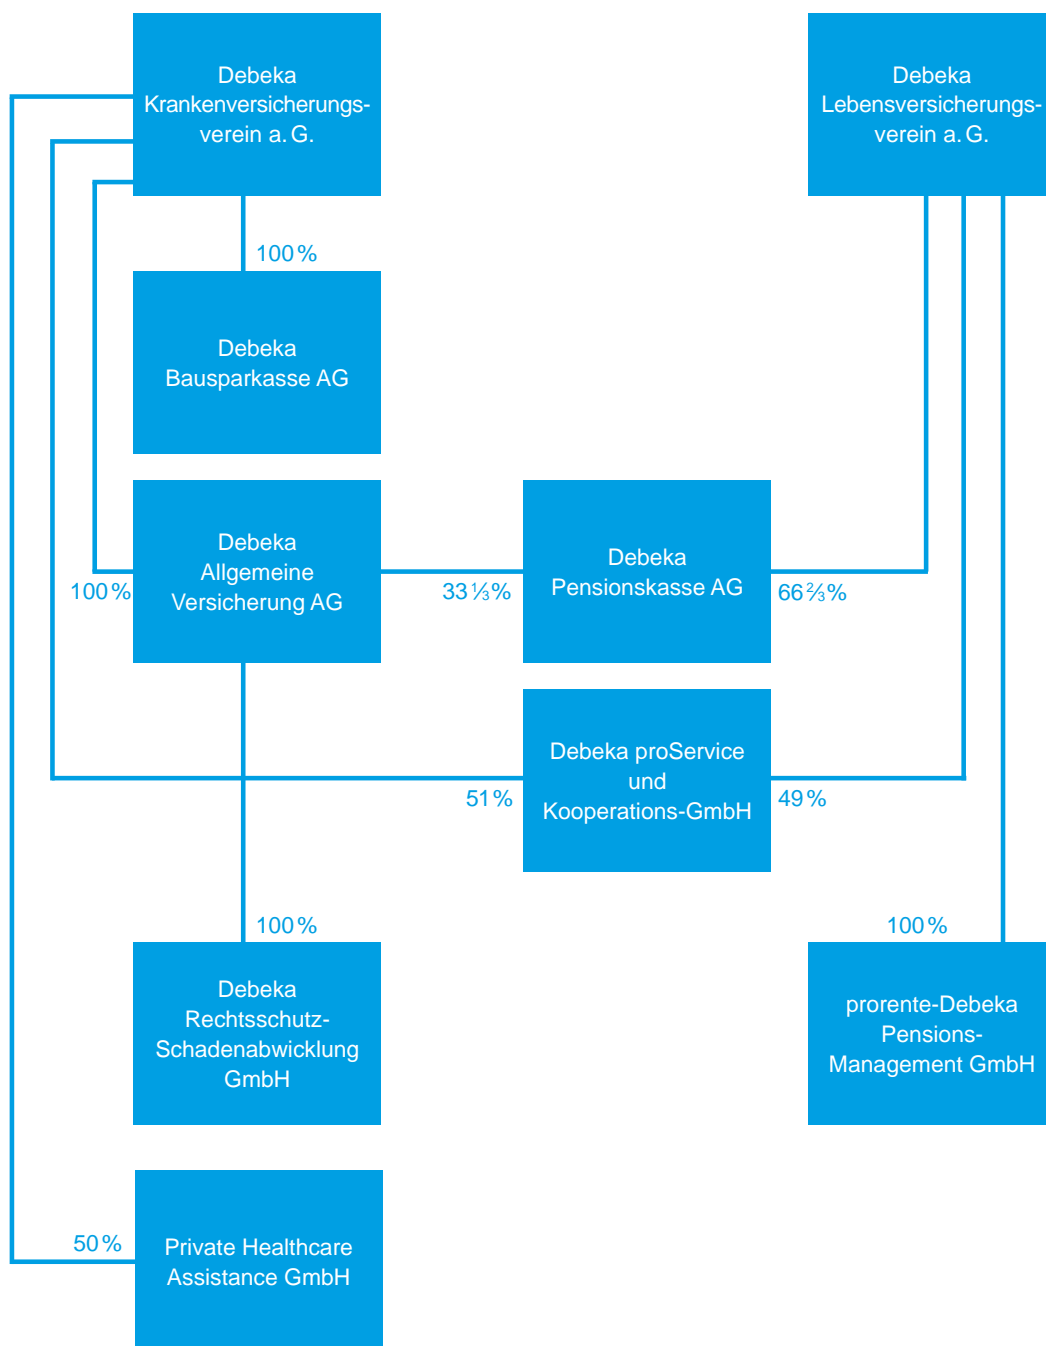 Debeka
Krankenversicherungs-
verein a. G.
Debeka
Lebensversicherungs-
verein a. G.
100 %
Debeka
Bausparkasse AG
Debeka
Allgemeine
Versicherung AG
100 %
33 ⅓ %
Debeka
Pensionskasse AG
66 ⅔ %
Debeka proService
und
Kooperations-GmbH
51 %
49 %
100 %
Debeka
Rechtsschutz-
Schadenabwicklung
GmbH
100 %
prorente-Debeka
Pensions-
Management GmbH
50 %
Private Healthcare
Assistance GmbH